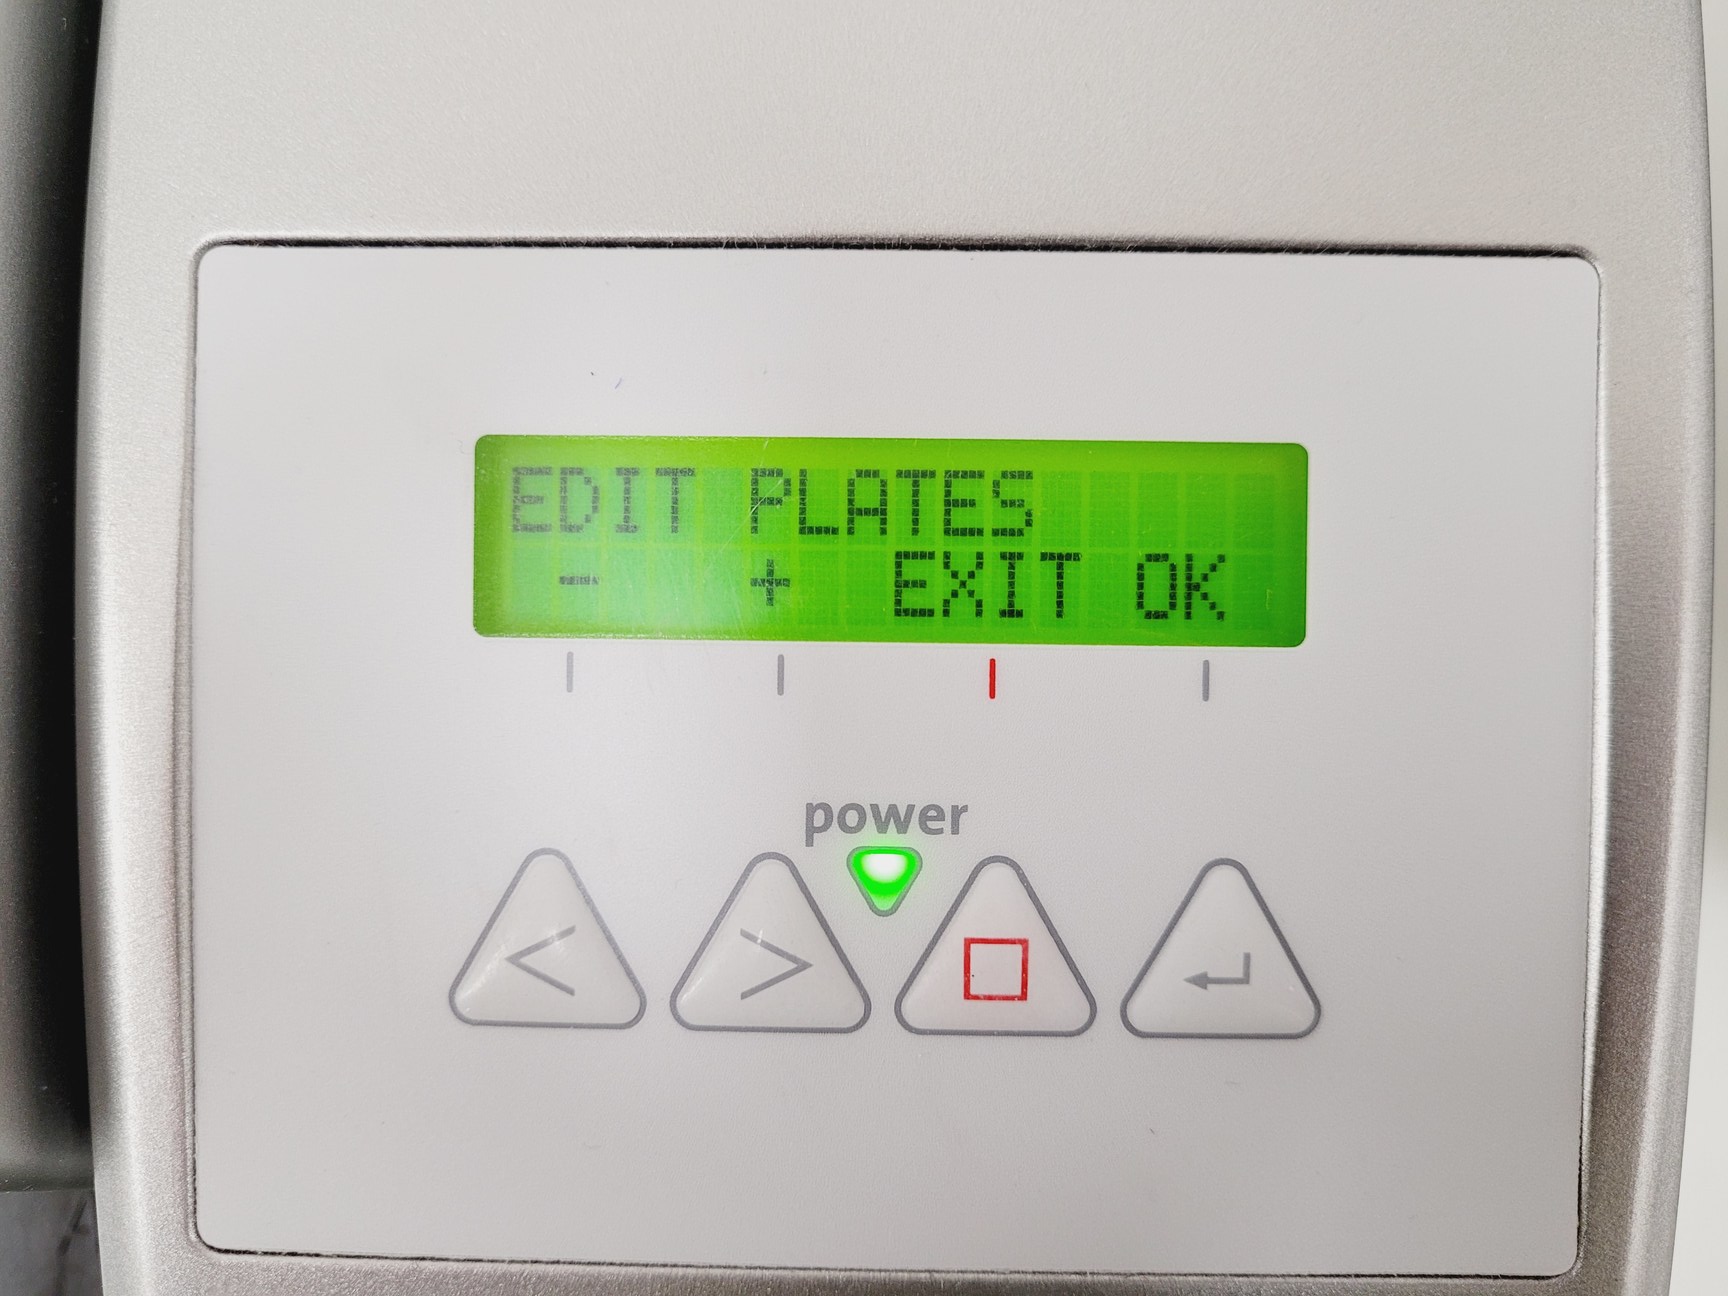 EDIT PLATES
- + EXIT OK
power